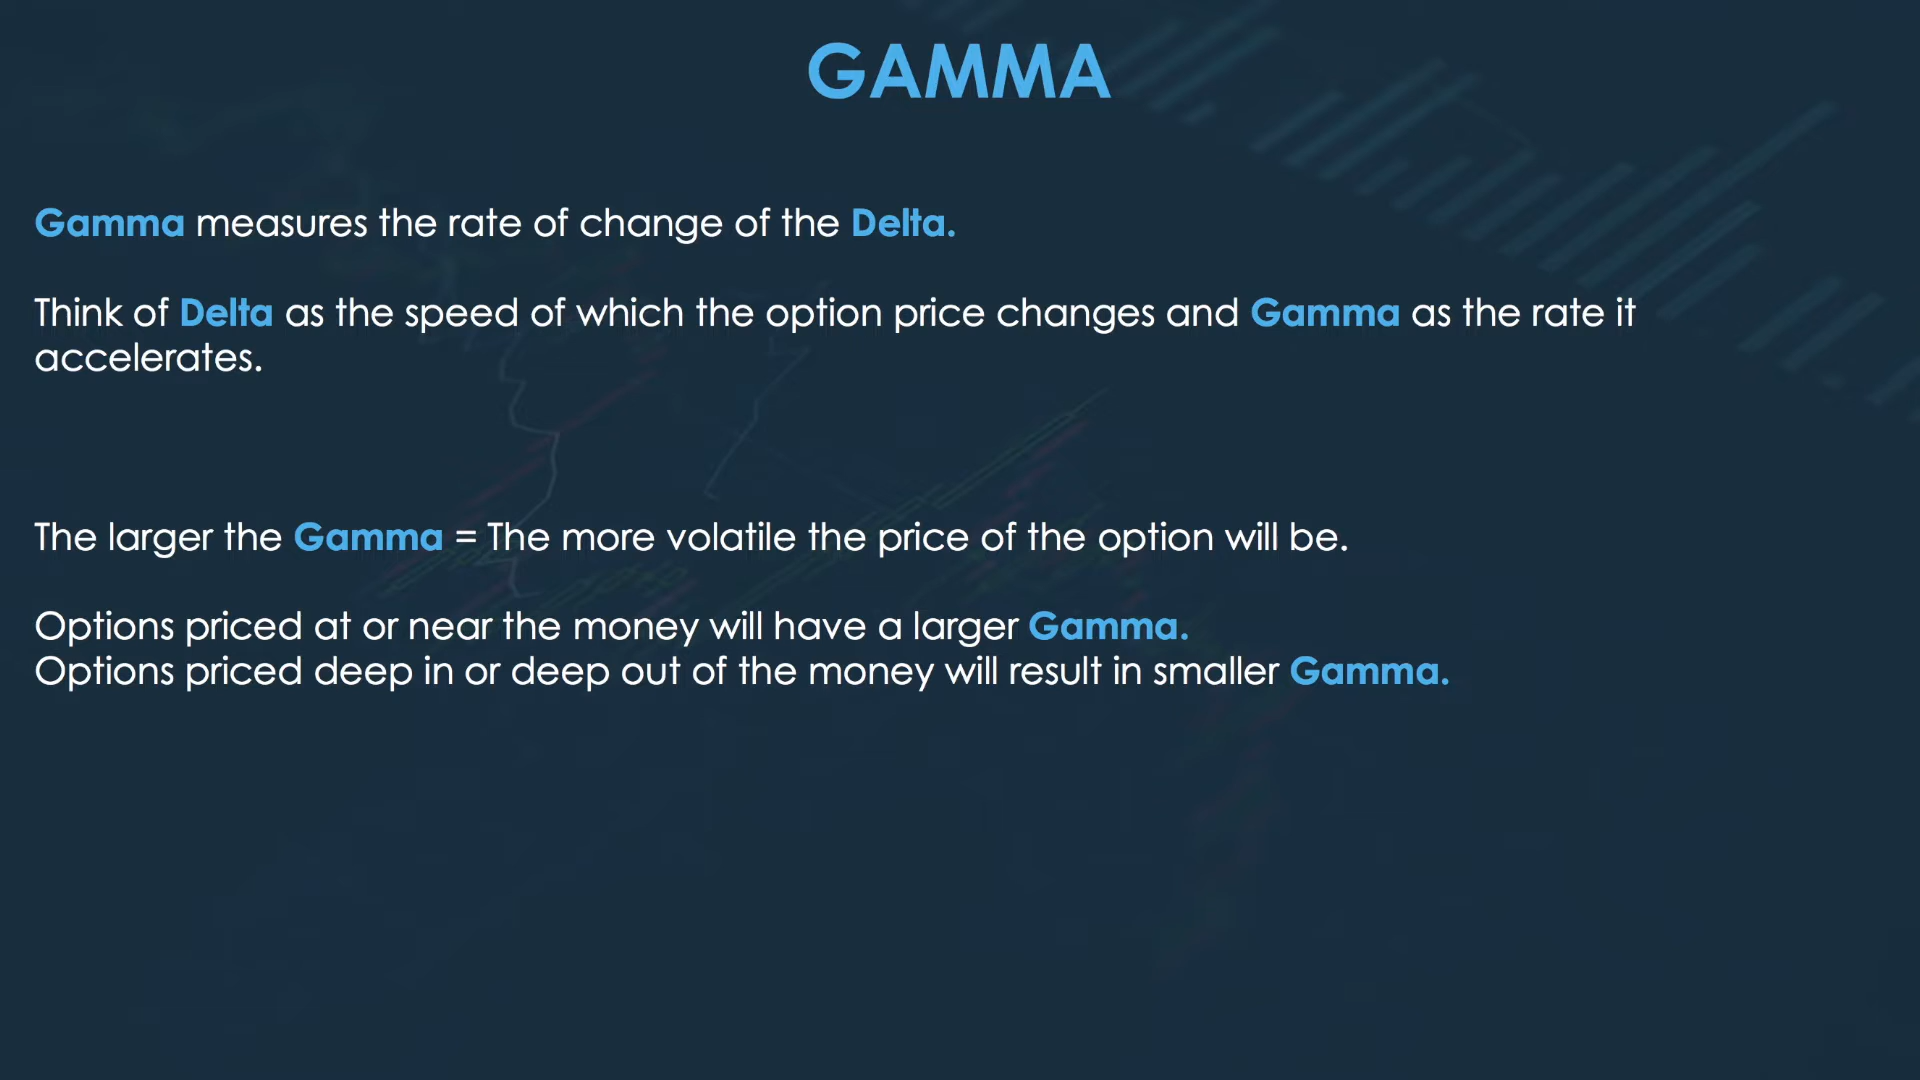 GAMMA
Gamma measures the rate of change of the Delta.
Think of Delta as the speed of which the option price changes and Gamma as the rate it
accelerates.
The larger the Gamma = The more volatile the price of the option will be.
Options priced at or near the money will have a larger Gamma.
Options priced deep in or deep out of the money will result in smaller Gamma.